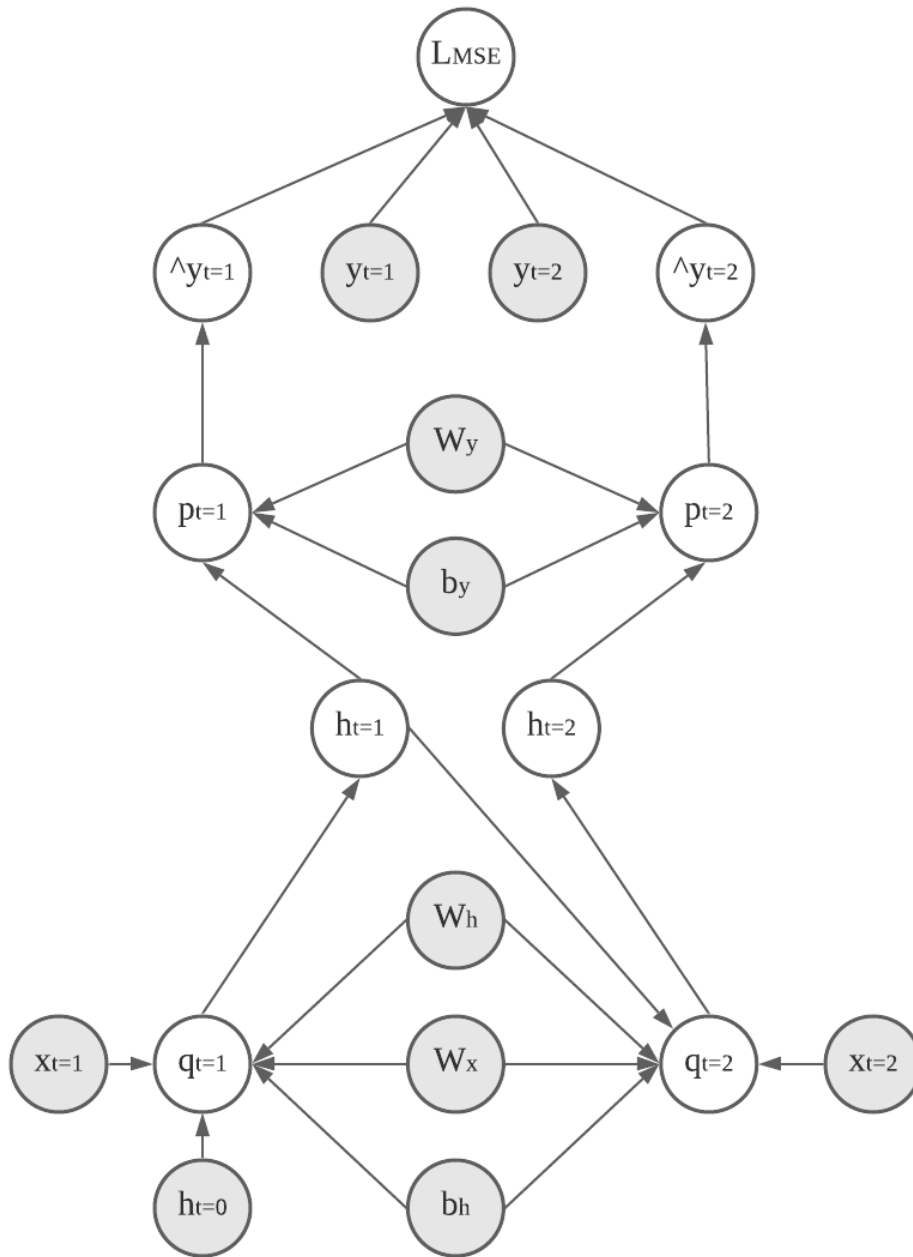 LMSE
^yt=1 yt=1 yt=2 ^yt=2
Wy
pt=1 pt=2
by
ht=1 ht=2
Wh
xt=1 qt=1 Wx qt=2 xt=2
ht=0 bh